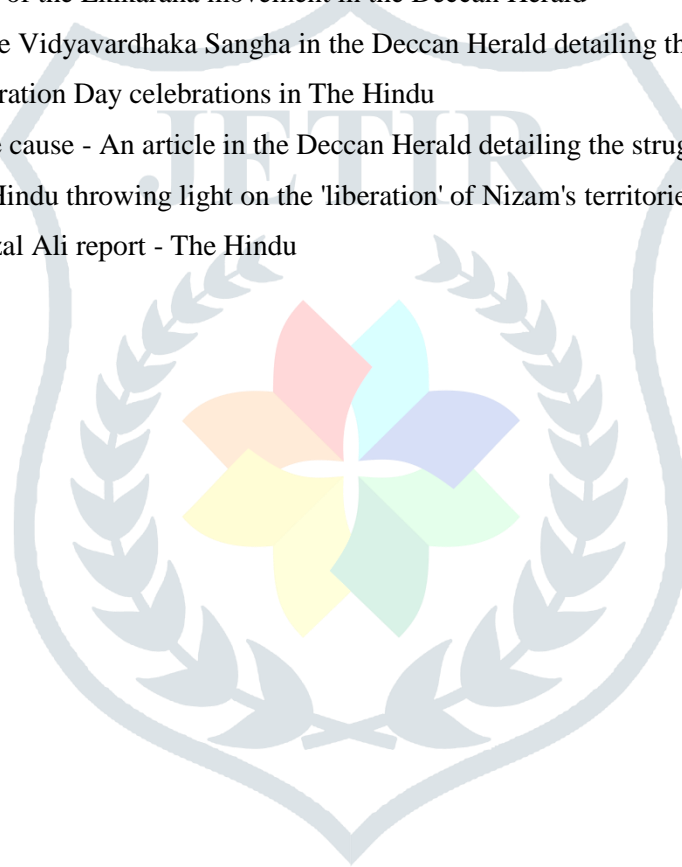 of the Ekikarana movement in the Deccan Herald
e Vidyavardhaka Sangha in the Deccan Herald detailing th
ration Day celebrations in The Hindu
e cause - An article in the Deccan Herald detailing the strug
Hindu throwing light on the 'liberation' of Nizam's territorie
zal Ali report - The Hindu
JETIR